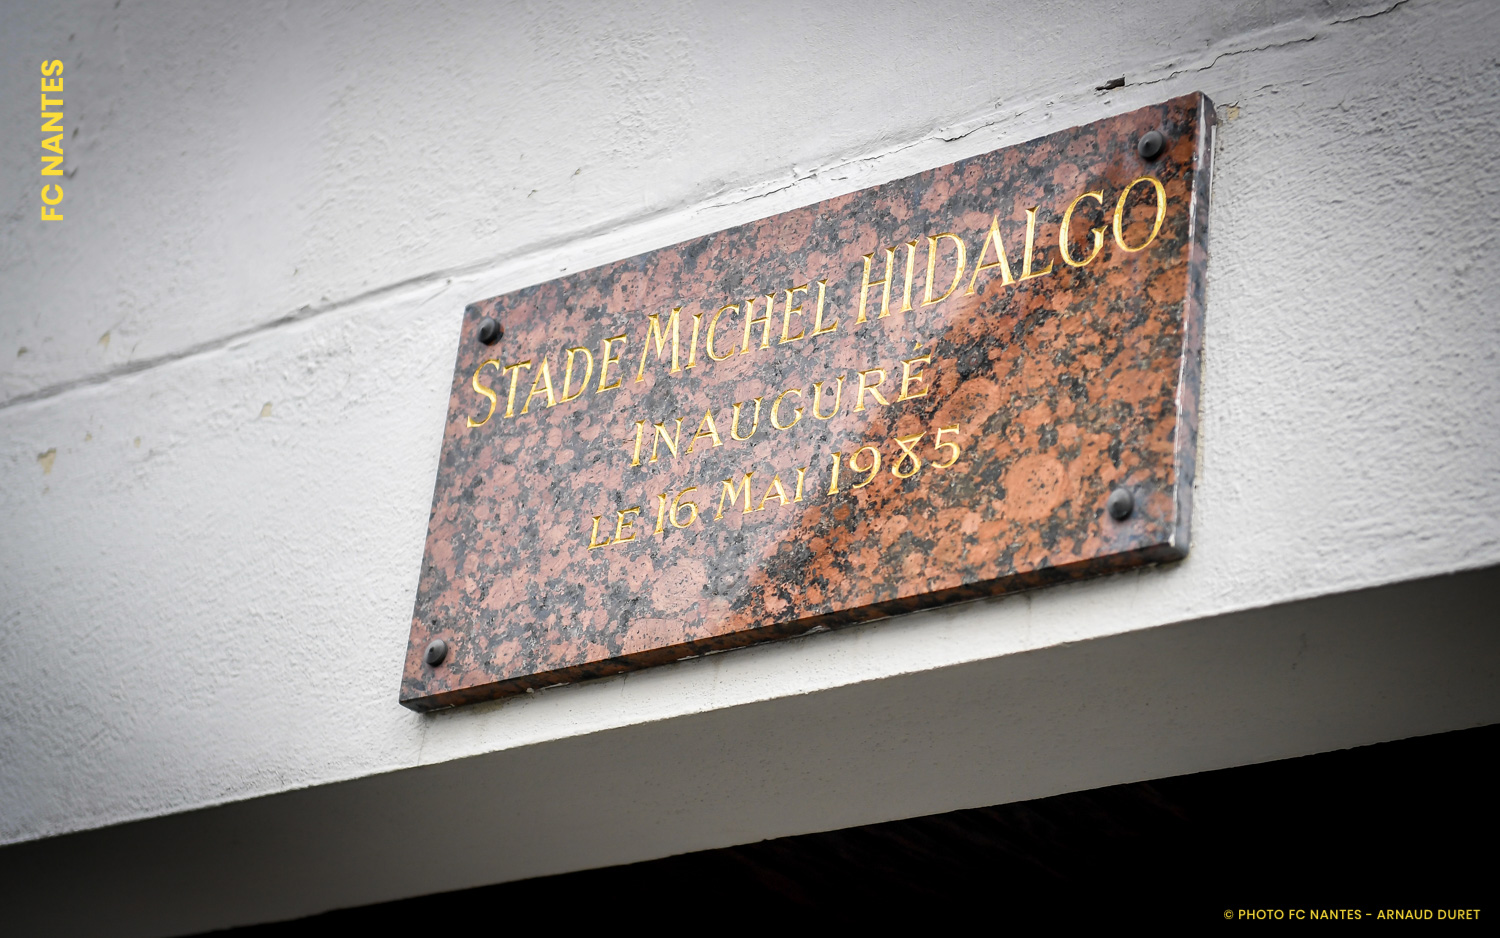 FC NANTES
STADE MICHEL HIDALGO
INAUGURÉ
LE 16 MAI 1985
© PHOTO FC NANTES - ARNAUD DURET